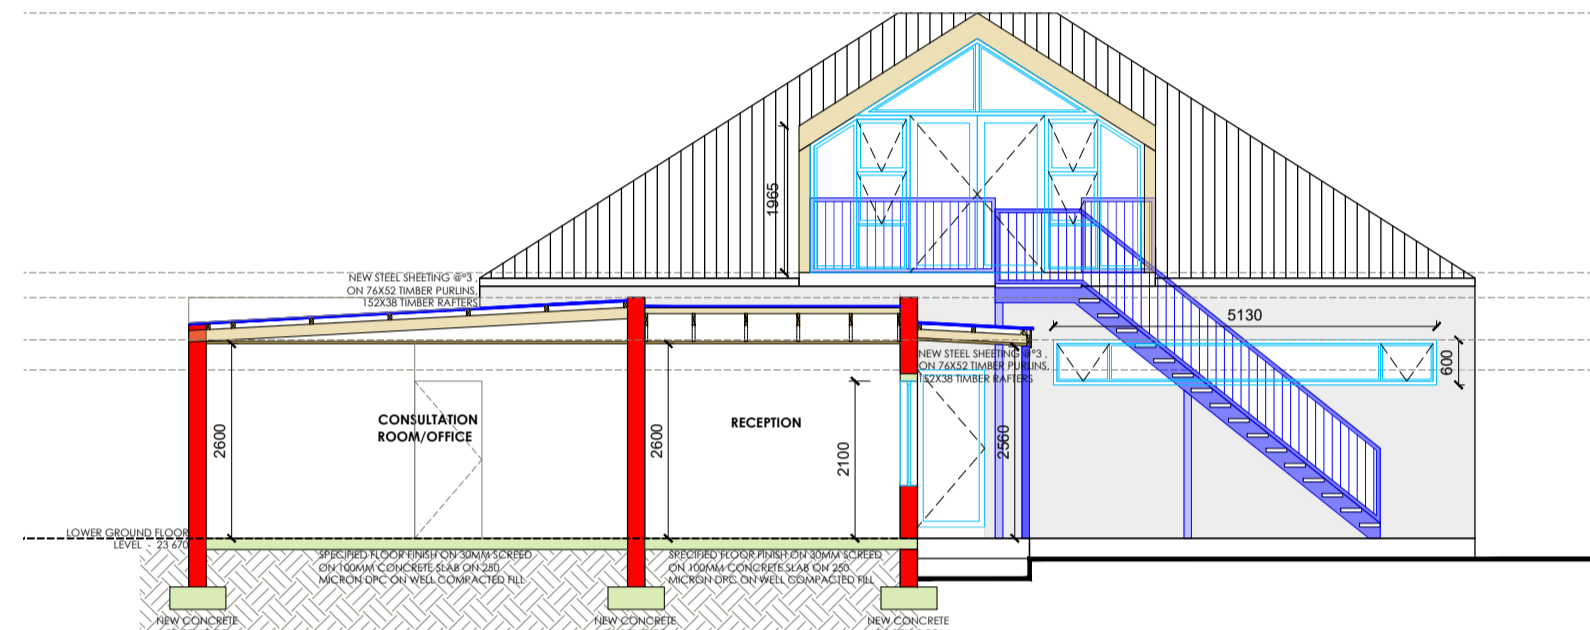 1965
NEW STEEL SHEETING @°3 ,
ON 76X52 TIMBER PURLINS,
152X38 TIMBER RAFTERS
5130
600
NEW STEEL SHEETING @°3 ,
ON 76X52 TIMBER PURLINS,
152X38 TIMBER RAFTERS
CONSULTATION
ROOM/OFFICE
RECEPTION
2600
2600
2100
2560
LOWER GROUND FLOOR
LEVEL - 23 670
SPECIFIED FLOOR FINISH ON 30MM SCREED
ON 100MM CONCRETE SLAB ON 250
MICRON DPC ON WELL COMPACTED FILL
SPECIFIED FLOOR FINISH ON 30MM SCREED
ON 100MM CONCRETE SLAB ON 250
MICRON DPC ON WELL COMPACTED FILL
NEW CONCRETE
NEW CONCRETE
NEW CONCRETE